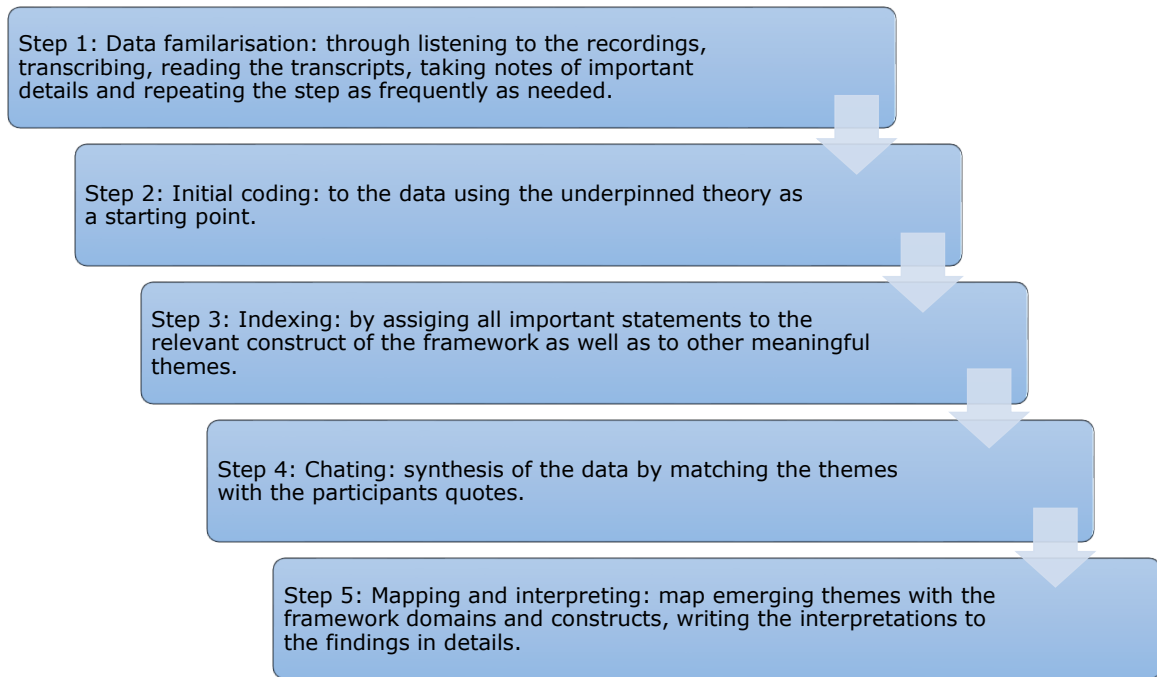 Step 1: Data familarisation: through listening to the recordings,
transcribing, reading the transcripts, taking notes of important
details and repeating the step as frequently as needed.
Step 2: Initial coding: to the data using the underpinned theory as
a starting point.
Step 3: Indexing: by assiging all important statements to the
relevant construct of the framework as well as to other meaningful
themes.
Step 4: Chating: synthesis of the data by matching the themes
with the participants quotes.
Step 5: Mapping and interpreting: map emerging themes with the
framework domains and constructs, writing the interpretations to
the findings in details.